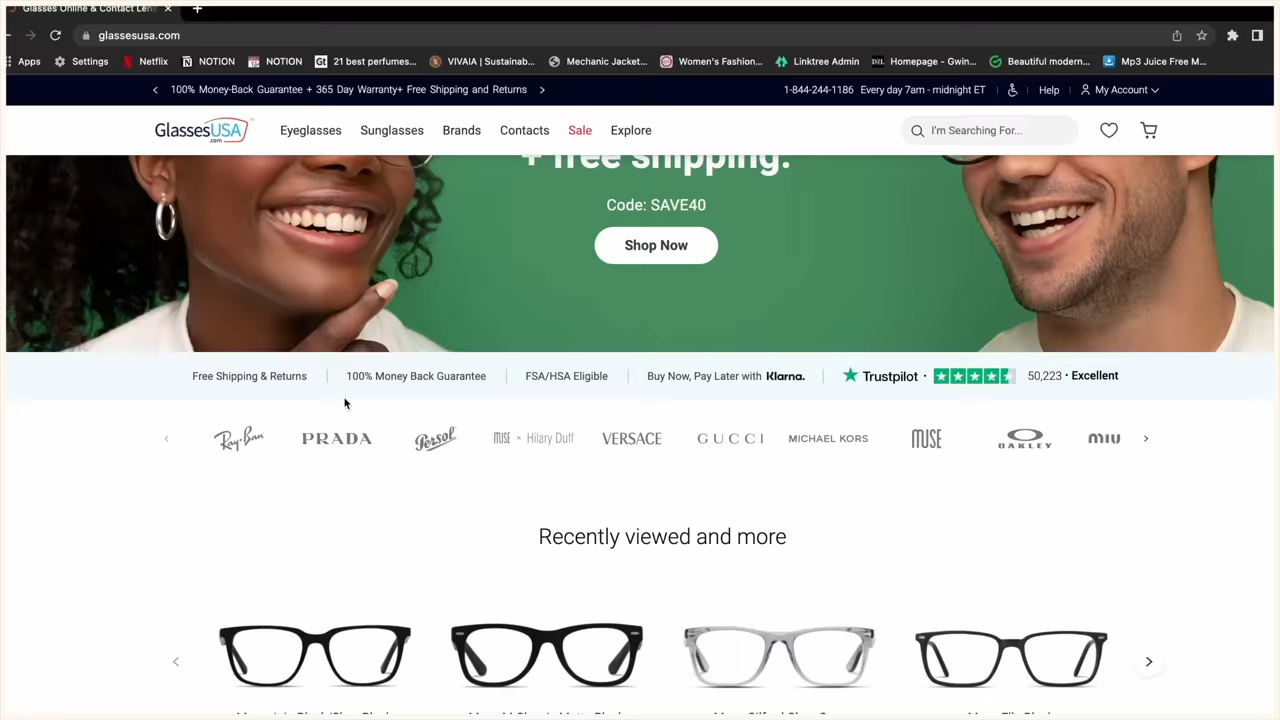 Glasses Online & Contact Len
glassesusa.com
Apps Settings Netflix NOTION NOTION 21 best perfumes... VIVAIA | Sustainab... Mechanic Jacket... Women's Fashion... Linktree Admin Homepage - Gwin... Beautiful modern... Mp3 Juice Free M...
100% Money-Back Guarantee + 365 Day Warranty+ Free Shipping and Returns 1-844-244-1186 Every day 7am - midnight ET Help My Account
GlassesUSA .com Eyeglasses Sunglasses Brands Contacts Sale Explore I'm Searching For...
+ free shipping.
Code: SAVE40
Shop Now
Free Shipping & Returns 100% Money Back Guarantee FSA/HSA Eligible Buy Now, Pay Later with Klarna. Trustpilot · 50,223 · Excellent
Ray-Ban PRADA Persol MUSE × Hilary Duff VERSACE GUCCI MICHAEL KORS MUSE OAKLEY MIU
Recently viewed and more